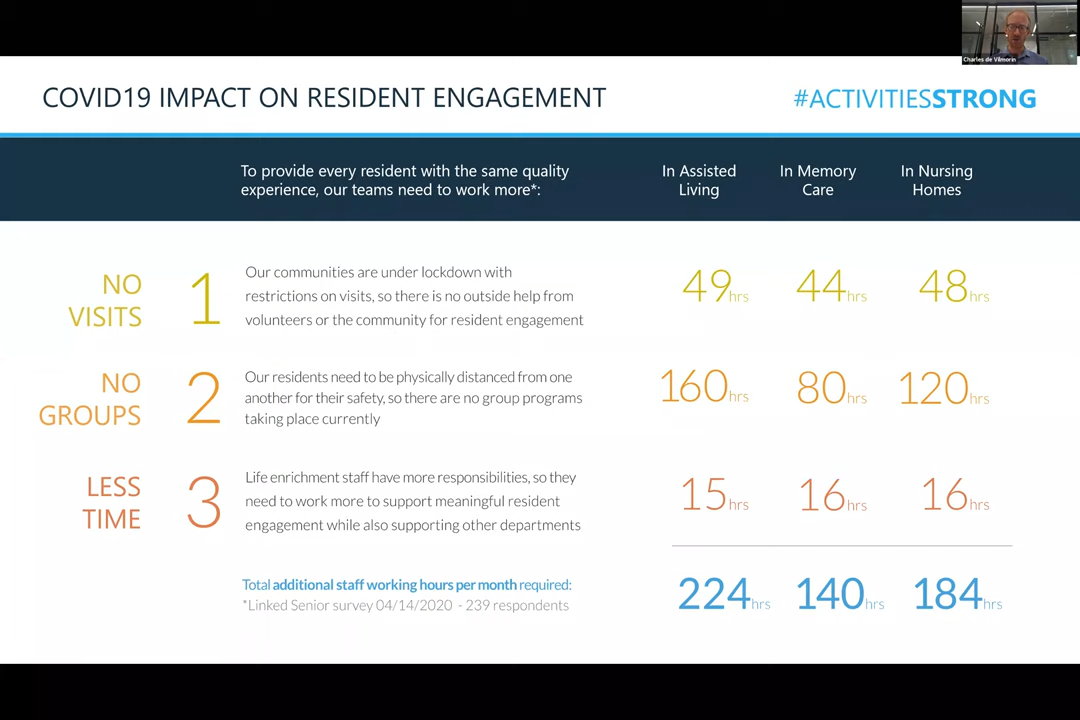 Charles de Vilmorin
COVID19 IMPACT ON RESIDENT ENGAGEMENT
#ACTIVITIESSTRONG
To provide every resident with the same quality
experience, our teams need to work more*:
In Assisted
Living
In Memory
Care
In Nursing
Homes
NO
VISITS
1
Our communities are under lockdown with
restrictions on visits, so there is no outside help from
volunteers or the community for resident engagement
49hrs
44hrs
48hrs
NO
GROUPS
2
Our residents need to be physically distanced from one
another for their safety, so there are no group programs
taking place currently
160hrs
80hrs
120hrs
LESS
TIME
3
Life enrichment staff have more responsibilities, so they
need to work more to support meaningful resident
engagement while also supporting other departments
15hrs
16hrs
16hrs
Total additional staff working hours per month required:
*Linked Senior survey 04/14/2020 - 239 respondents
224hrs
140hrs
184hrs